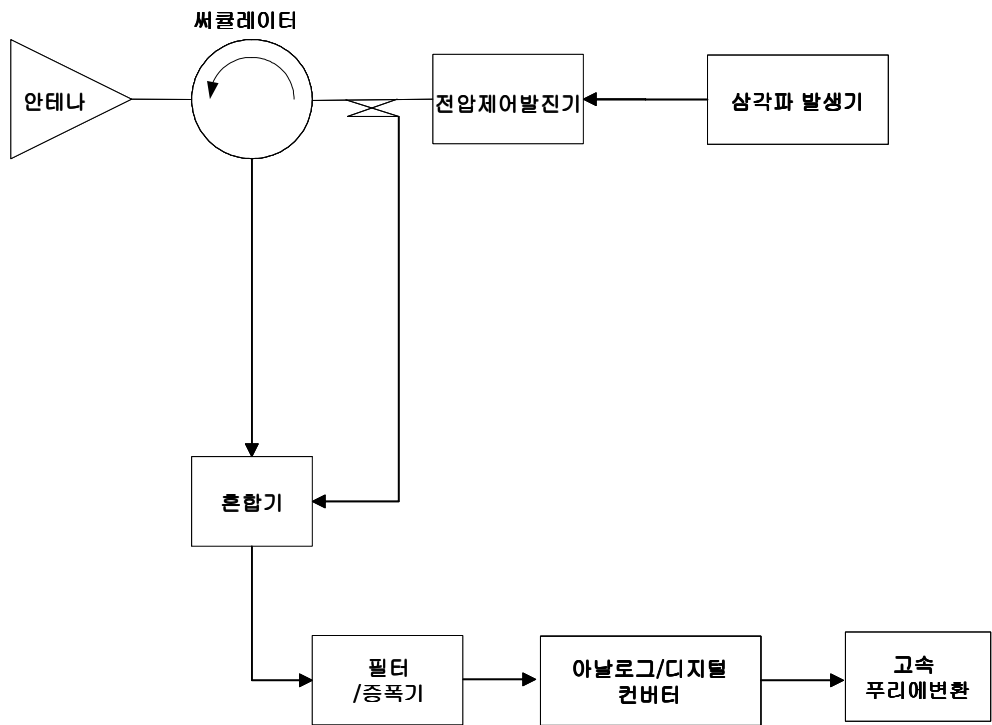 써큘레이터
안테나
전압제어발진기
삼각파 발생기
혼합기
필터
/증폭기
아날로그/디지털
컨버터
고속
푸리에변환